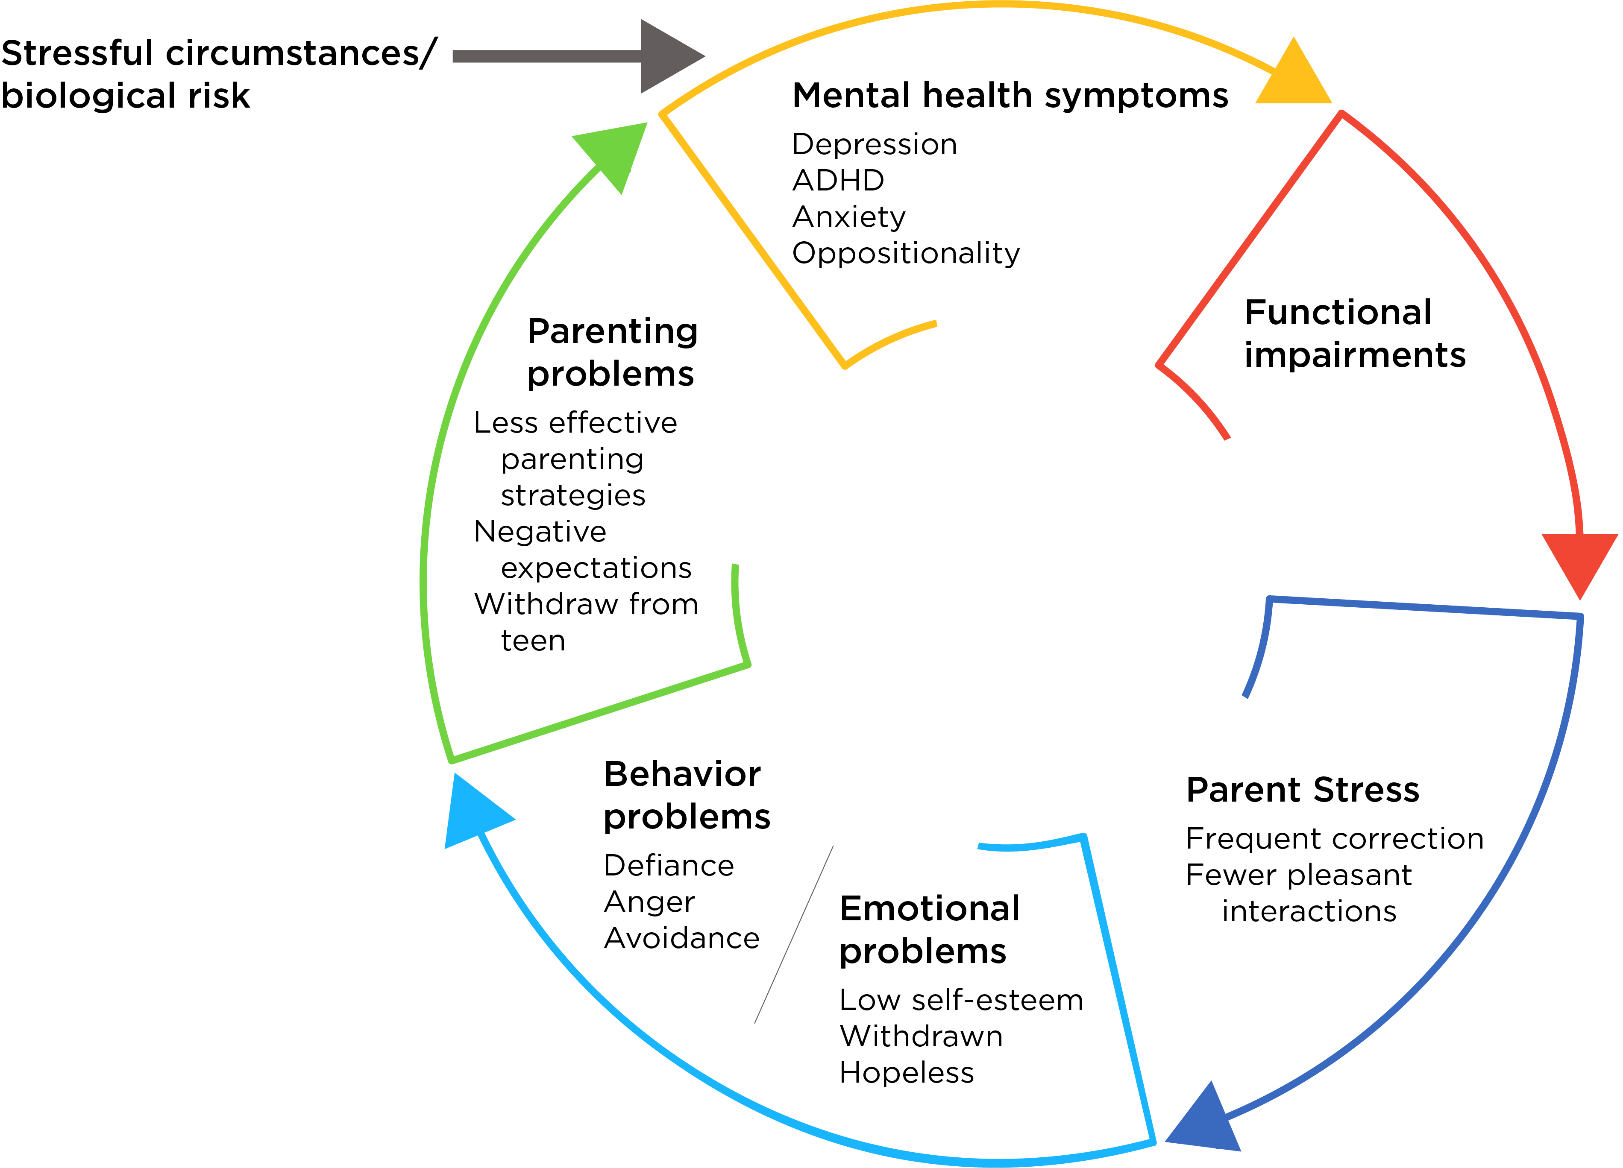 Stressful circumstances/
biological risk
Mental health symptoms
Depression
ADHD
Anxiety
Oppositionality
Functional
impairments
Parent Stress
Frequent correction
Fewer pleasant
interactions
Emotional
problems
Low self-esteem
Withdrawn
Hopeless
Behavior
problems
Defiance
Anger
Avoidance
Parenting
problems
Less effective
parenting
strategies
Negative
expectations
Withdraw from
teen